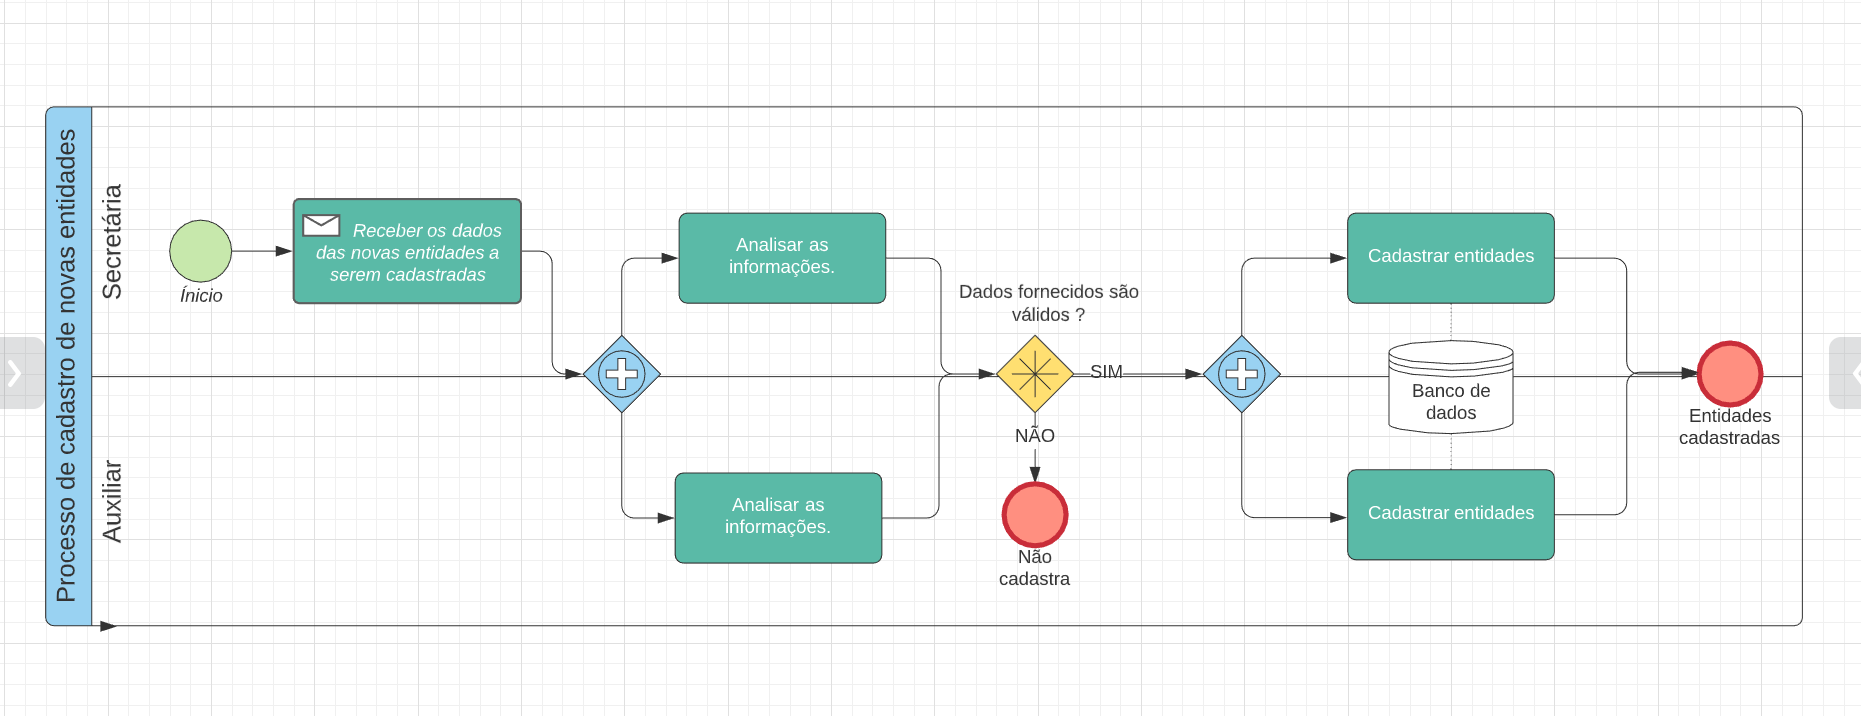 Processo de cadastro de novas entidades
Secretária
Auxiliar
Ínicio
Receber os dados
das novas entidades a
serem cadastradas
Analisar as
informações.
Analisar as
informações.
Dados fornecidos são
válidos ?
SIM
NÃO
Não
cadastra
Cadastrar entidades
Banco de
dados
Cadastrar entidades
Entidades
cadastradas